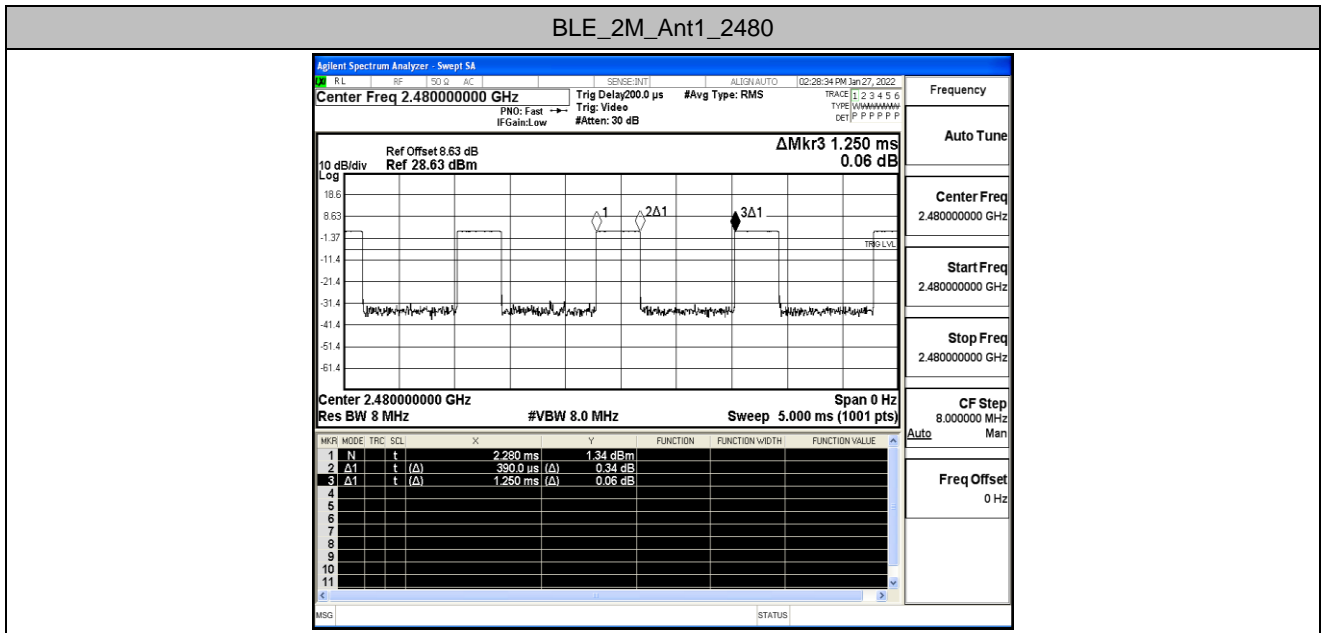 BLE_2M_Ant1_2480
Agilent Spectrum Analyzer - Swept SA
RL RF 50 Ω AC SENSE:INT ALIGN AUTO 02:28:34 PM Jan 27, 2022
Center Freq 2.480000000 GHz
PNO: Fast
IFGain:Low
Trig Delay200.0 µs
Trig: Video
#Atten: 30 dB
#Avg Type: RMS
TRACE 1 2 3 4 5 6
TYPE
DET P P P P P P
Ref Offset 8.63 dB
10 dB/div Ref 28.63 dBm
Log
ΔMkr3 1.250 ms
0.06 dB
18.6
8.63
-1.37
-11.4
-21.4
-31.4
-41.4
-51.4
-61.4
1
2Δ1
3Δ1
TRIG LVL
Center 2.480000000 GHz Span 0 Hz
Res BW 8 MHz #VBW 8.0 MHz Sweep 5.000 ms (1001 pts)
MKR MODE TRC SCL X Y FUNCTION FUNCTION WIDTH FUNCTION VALUE
1 N t 2.280 ms 1.34 dBm
2 Δ1 t (Δ) 390.0 µs (Δ) 0.34 dB
3 Δ1 t (Δ) 1.250 ms (Δ) 0.06 dB
4
5
6
7
8
9
10
11
MSG STATUS
Frequency
Auto Tune
Center Freq
2.480000000 GHz
Start Freq
2.480000000 GHz
Stop Freq
2.480000000 GHz
CF Step
8.000000 MHz
Auto Man
Freq Offset
0 Hz